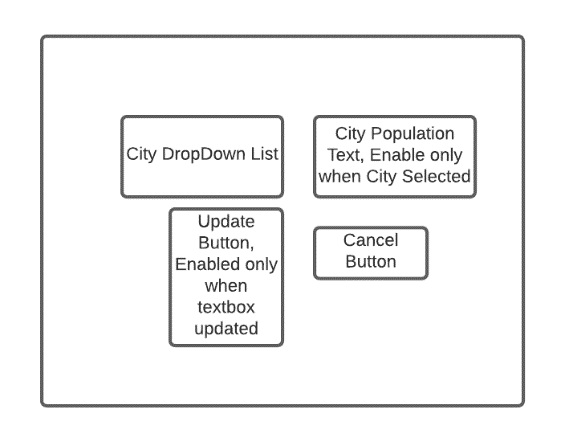 City DropDown List
City Population
Text, Enable only
when City Selected
Update
Button,
Enabled only
when
textbox
updated
Cancel
Button